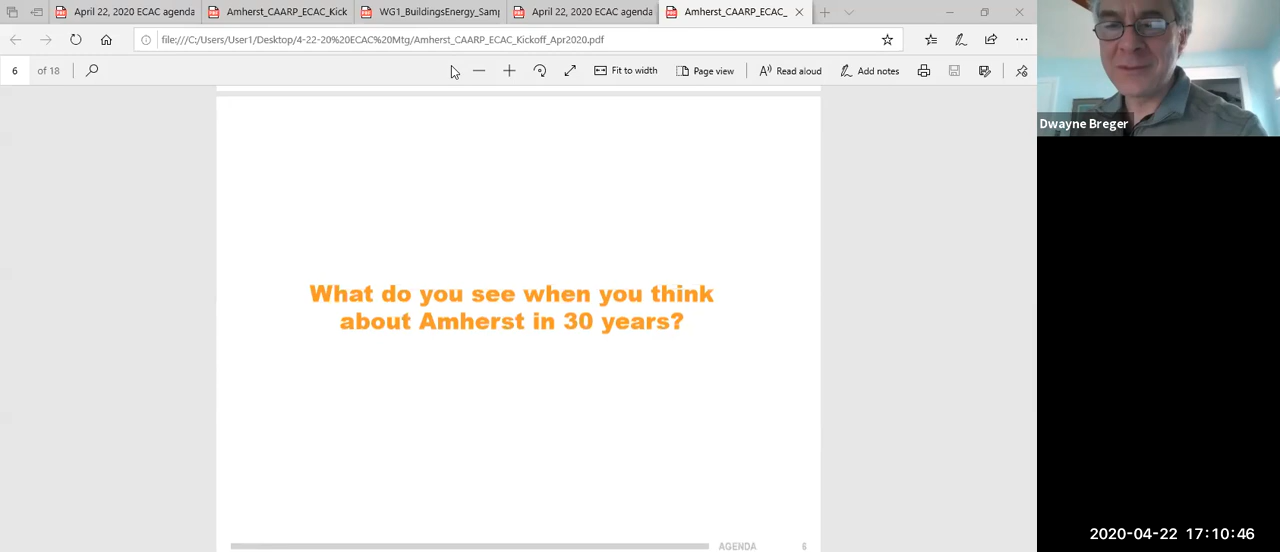 April 22, 2020 ECAC agenda
Amherst_CAARP_ECAC_Kick
WG1_BuildingsEnergy_Sam
April 22, 2020 ECAC agenda
Amherst_CAARP_ECAC_
file:///C:/Users/User1/Desktop/4-22-20%20ECAC%20Mtg/Amherst_CAARP_ECAC_Kickoff_Apr2020.pdf
6 of 18
Fit to width
Page view
Read aloud
Add notes
Dwayne Breger
What do you see when you think
about Amherst in 30 years?
AGENDA 6
2020-04-22 17:10:46